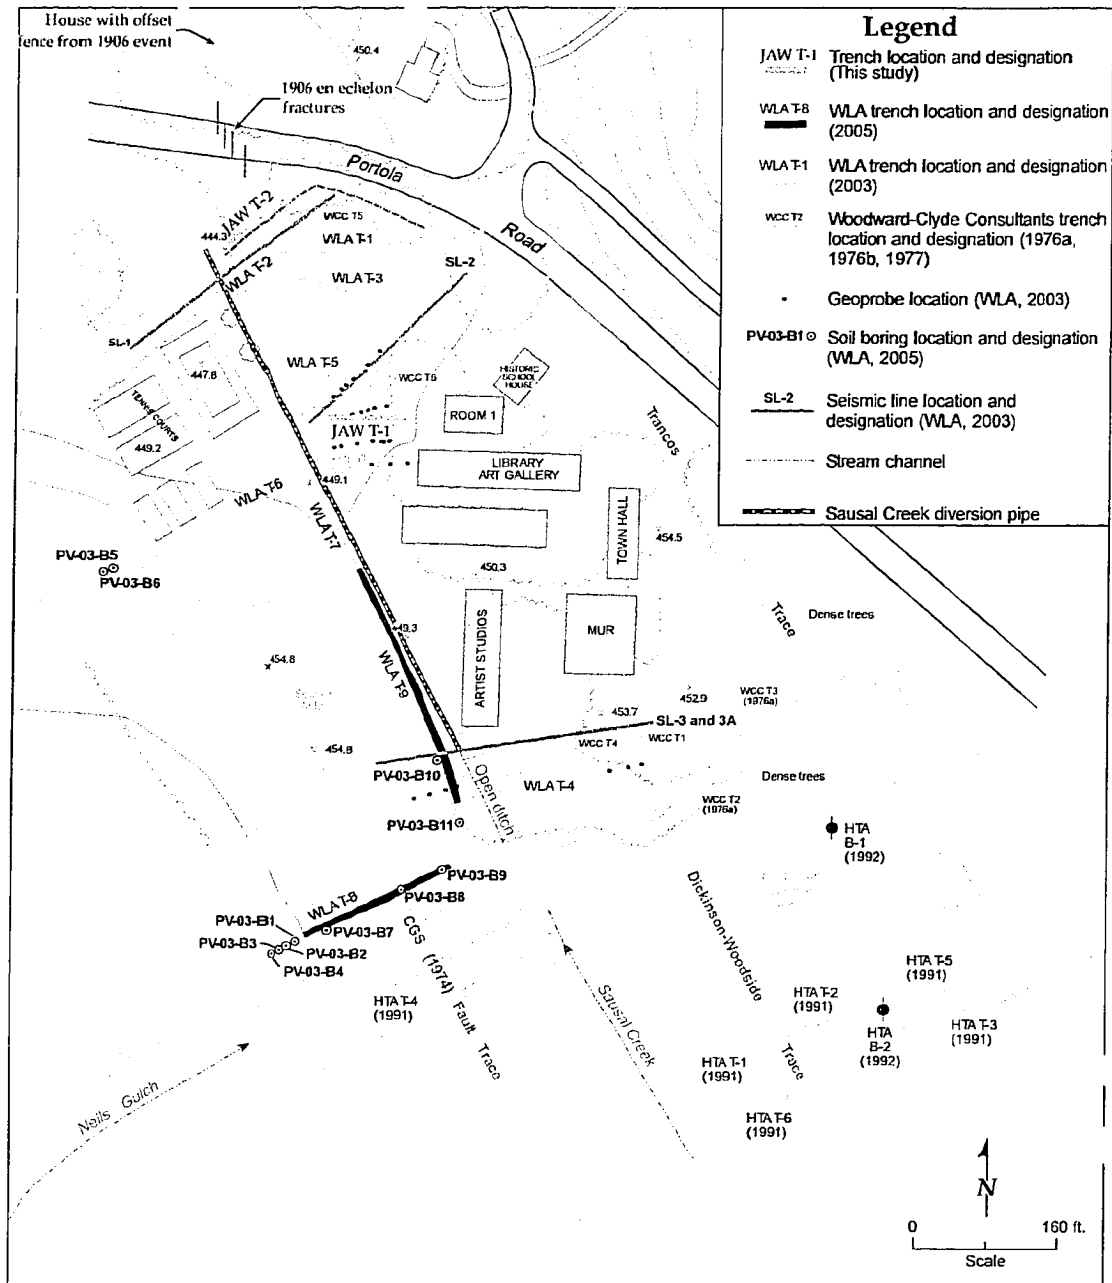 House with offset
fence from 1906 event
450.4
1906 en echelon
fractures
Portola
Road
Legend
JAW T-1 Trench location and designation
(This study)
WLA T-8 WLA trench location and designation
(2005)
WLA T-1 WLA trench location and designation
(2003)
WCC T2 Woodward-Clyde Consultants trench
location and designation (1976a,
1976b, 1977)
Geoprobe location (WLA, 2003)
PV-03-B1 Soil boring location and designation
(WLA, 2005)
SL-2 Seismic line location and
designation (WLA, 2003)
Stream channel
Sausal Creek diversion pipe
JAW T-2
WCC T5
WLA T-1
444.3
WLA T-2
WLA T-3
SL-2
SL-1
447.8
WLA T-5
WCC T6
HISTORIC
SCHOOL
HOUSE
TENNIS COURTS
ROOM 1
JAW T-1
Trancos
449.2
LIBRARY
ART GALLERY
449.1
WLA T-6
WLA T-7
TOWN HALL
454.5
PV-03-B5
PV-03-B6
450.3
Trace
Dense trees
49.3
MUR
ARTIST STUDIOS
454.8
WLA T-9
WCC T3
(1976a)
452.9
453.7
SL-3 and 3A
WCC T4
WCC T1
454.8
PV-03-B10
Open ditch
WLA T-4
Dense trees
WCC T2
(1976a)
PV-03-B11
HTA
B-1
(1992)
PV-03-B9
WLA T-8
PV-03-B8
PV-03-B1
PV-03-B7
PV-03-B3
PV-03-B2
PV-03-B4
CGS (1974) Fault Trace
Dickinson-Woodside
Trace
HTA T-4
(1991)
Sausal Creek
HTA T-5
(1991)
HTA T-2
(1991)
HTA
B-2
(1992)
HTA T-3
(1991)
HTA T-1
(1991)
HTA T-6
(1991)
Neils Gulch
N
0 160 ft.
Scale